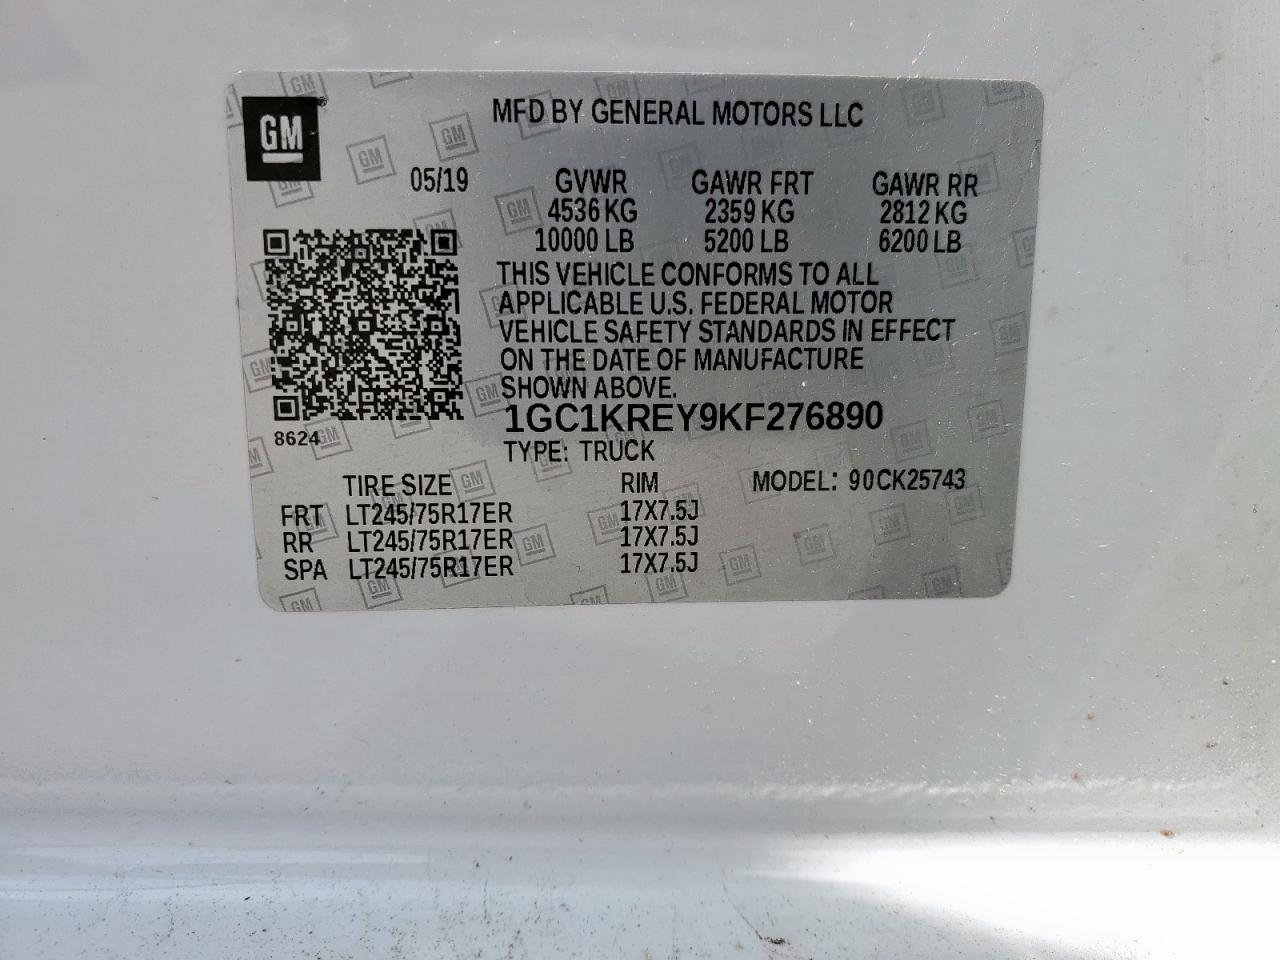 GM
MFD BY GENERAL MOTORS LLC
05/19 GVWR GAWR FRT GAWR RR
4536 KG 2359 KG 2812 KG
10000 LB 5200 LB 6200 LB
THIS VEHICLE CONFORMS TO ALL
APPLICABLE U.S. FEDERAL MOTOR
VEHICLE SAFETY STANDARDS IN EFFECT
ON THE DATE OF MANUFACTURE
SHOWN ABOVE.
1GC1KREY9KF276890
8624
TYPE: TRUCK
TIRE SIZE RIM MODEL: 90CK25743
FRT LT245/75R17ER 17X7.5J
RR LT245/75R17ER 17X7.5J
SPA LT245/75R17ER 17X7.5J